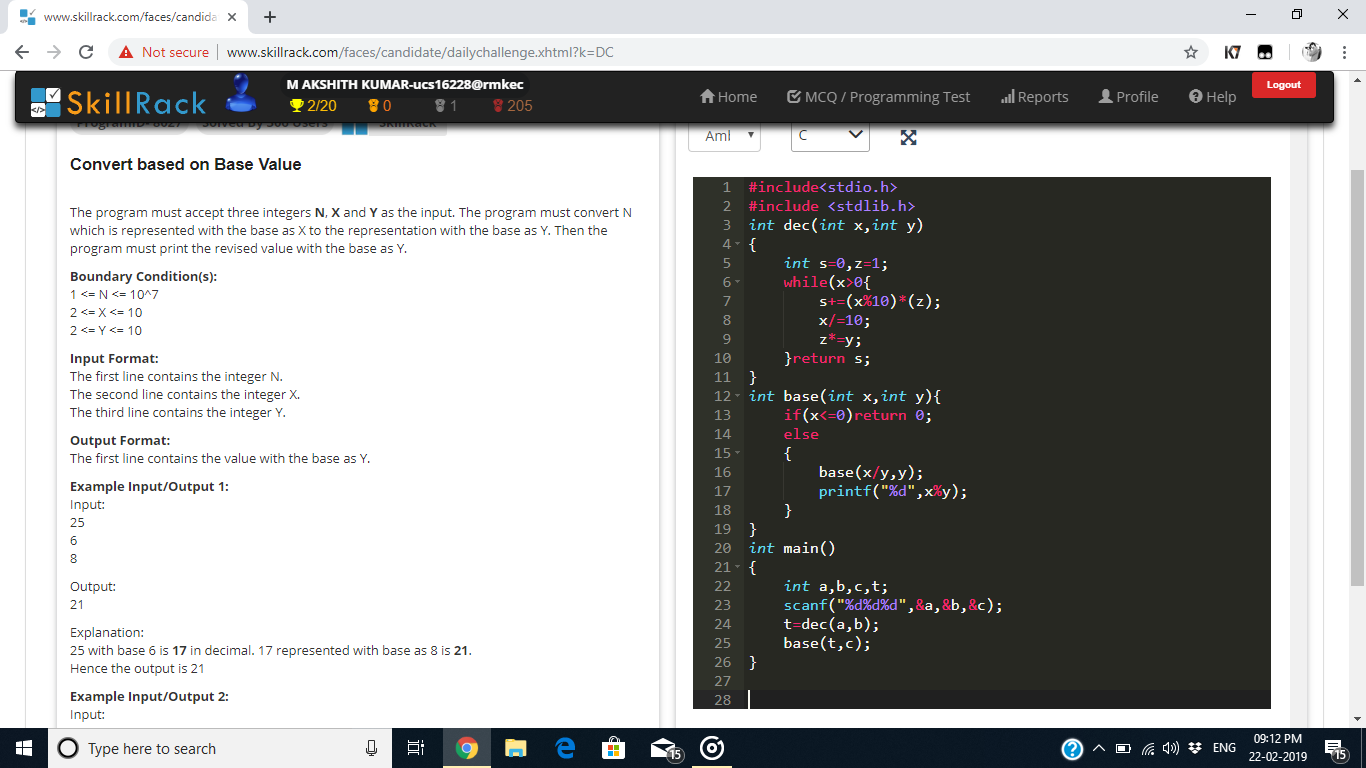 www.skillrack.com/faces/candida
Not secure | www.skillrack.com/faces/candidate/dailychallenge.xhtml?k=DC
K7
SkillRack
M AKSHITH KUMAR-ucs16228@rmkec
2/20 0 1 205
Home
MCQ / Programming Test
Reports
Profile
Help
Logout
Convert based on Base Value
The program must accept three integers N, X and Y as the input. The program must convert N
which is represented with the base as X to the representation with the base as Y. Then the
program must print the revised value with the base as Y.
Boundary Condition(s):
1 <= N <= 10^7
2 <= X <= 10
2 <= Y <= 10
Input Format:
The first line contains the integer N.
The second line contains the integer X.
The third line contains the integer Y.
Output Format:
The first line contains the value with the base as Y.
Example Input/Output 1:
Input:
25
6
8
Output:
21
Explanation:
25 with base 6 is 17 in decimal. 17 represented with base as 8 is 21.
Hence the output is 21
Example Input/Output 2:
Input:
C
1 #include<stdio.h>
2 #include <stdlib.h>
3 int dec(int x,int y)
4 {
5 int s=0,z=1;
6 while(x>0{
7 s+=(x%10)*(z);
8 x/=10;
9 z*=y;
10 }return s;
11 }
12 int base(int x,int y){
13 if(x<=0)return 0;
14 else
15 {
16 base(x/y,y);
17 printf("%d",x%y);
18 }
19 }
20 int main()
21 {
22 int a,b,c,t;
23 scanf("%d%d%d",&a,&b,&c);
24 t=dec(a,b);
25 base(t,c);
26 }
27
28
Type here to search
15
ENG
09:12 PM
22-02-2019
15